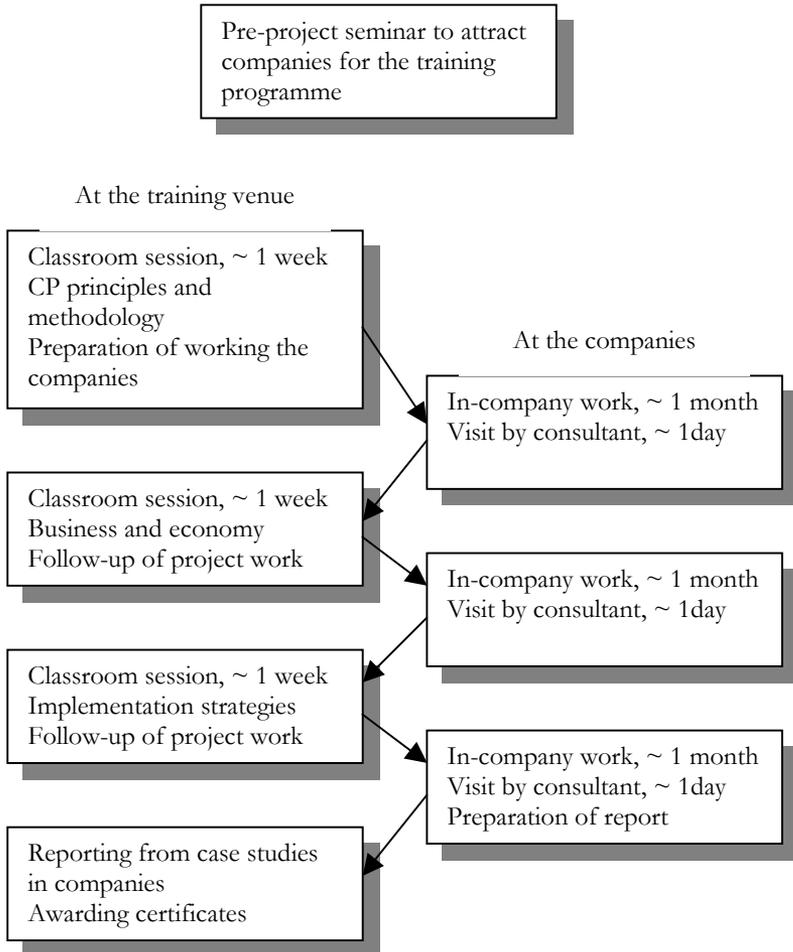 Pre-project seminar to attract
companies for the training
programme
At the training venue
Classroom session, ~ 1 week
CP principles and
methodology
Preparation of working the
companies
At the companies
In-company work, ~ 1 month
Visit by consultant, ~ 1day
Classroom session, ~ 1 week
Business and economy
Follow-up of project work
In-company work, ~ 1 month
Visit by consultant, ~ 1day
Classroom session, ~ 1 week
Implementation strategies
Follow-up of project work
In-company work, ~ 1 month
Visit by consultant, ~ 1day
Preparation of report
Reporting from case studies
in companies
Awarding certificates